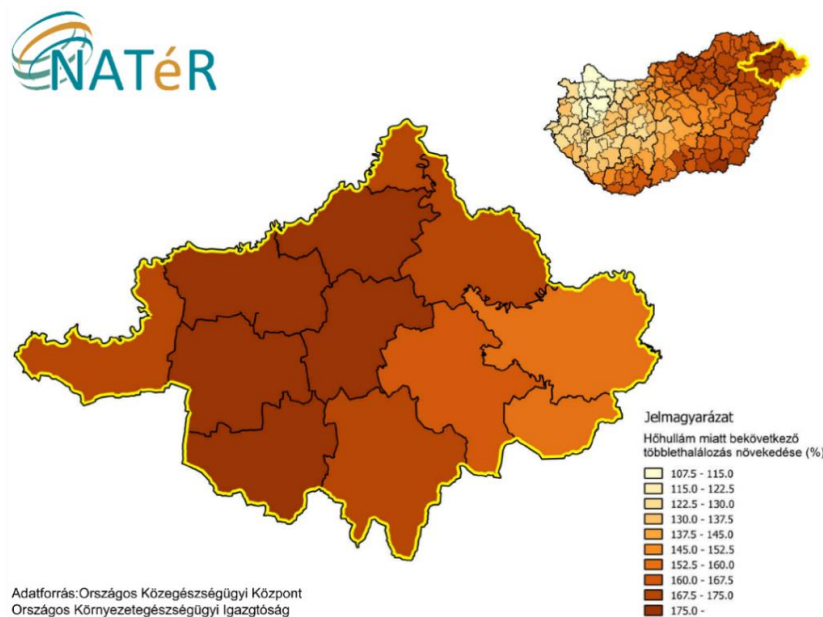 NATéR
Jelmagyarázat
Hőhullám miatt bekövetkező
többlethalálozás növekedése (%)
107.5 - 115.0
115.0 - 122.5
122.5 - 130.0
130.0 - 137.5
137.5 - 145.0
145.0 - 152.5
152.5 - 160.0
160.0 - 167.5
167.5 - 175.0
175.0 -
Adatforrás:Országos Közegészségügyi Központ
Országos Környezetegészségügyi Igazgtóság